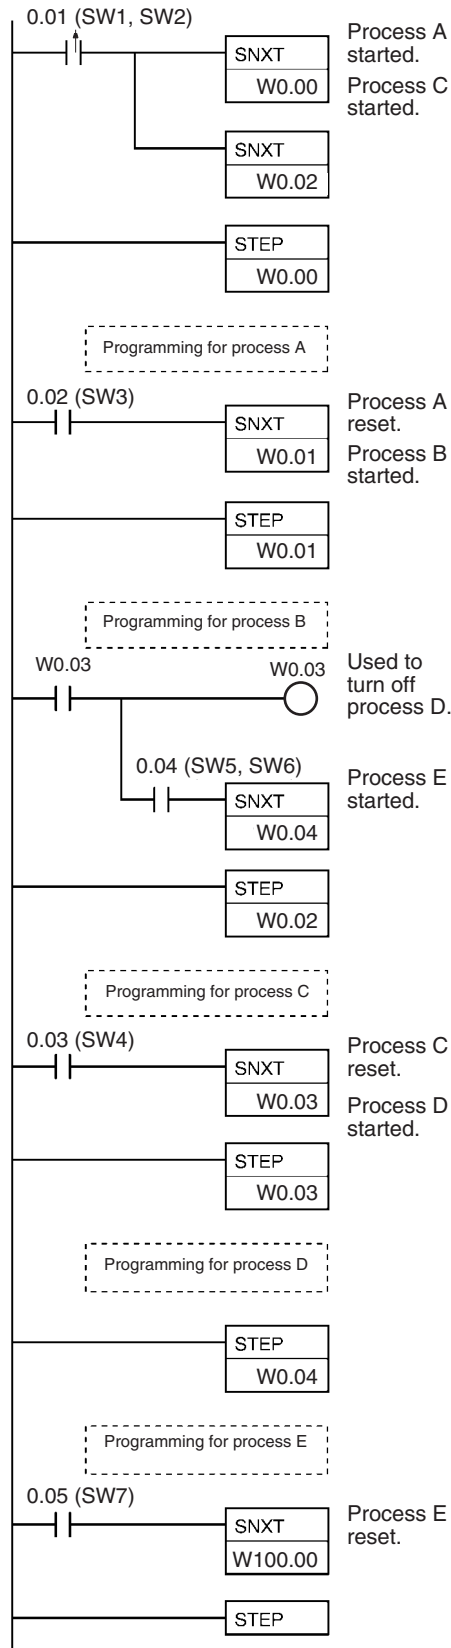 0.01 (SW1, SW2)
SNXT
W0.00
Process A
started.
Process C
started.
SNXT
W0.02
STEP
W0.00
Programming for process A
0.02 (SW3)
SNXT
W0.01
Process A
reset.
Process B
started.
STEP
W0.01
Programming for process B
W0.03
W0.03
Used to
turn off
process D.
0.04 (SW5, SW6)
SNXT
W0.04
Process E
started.
STEP
W0.02
Programming for process C
0.03 (SW4)
SNXT
W0.03
Process C
reset.
Process D
started.
STEP
W0.03
Programming for process D
STEP
W0.04
Programming for process E
0.05 (SW7)
SNXT
W100.00
Process E
reset.
STEP